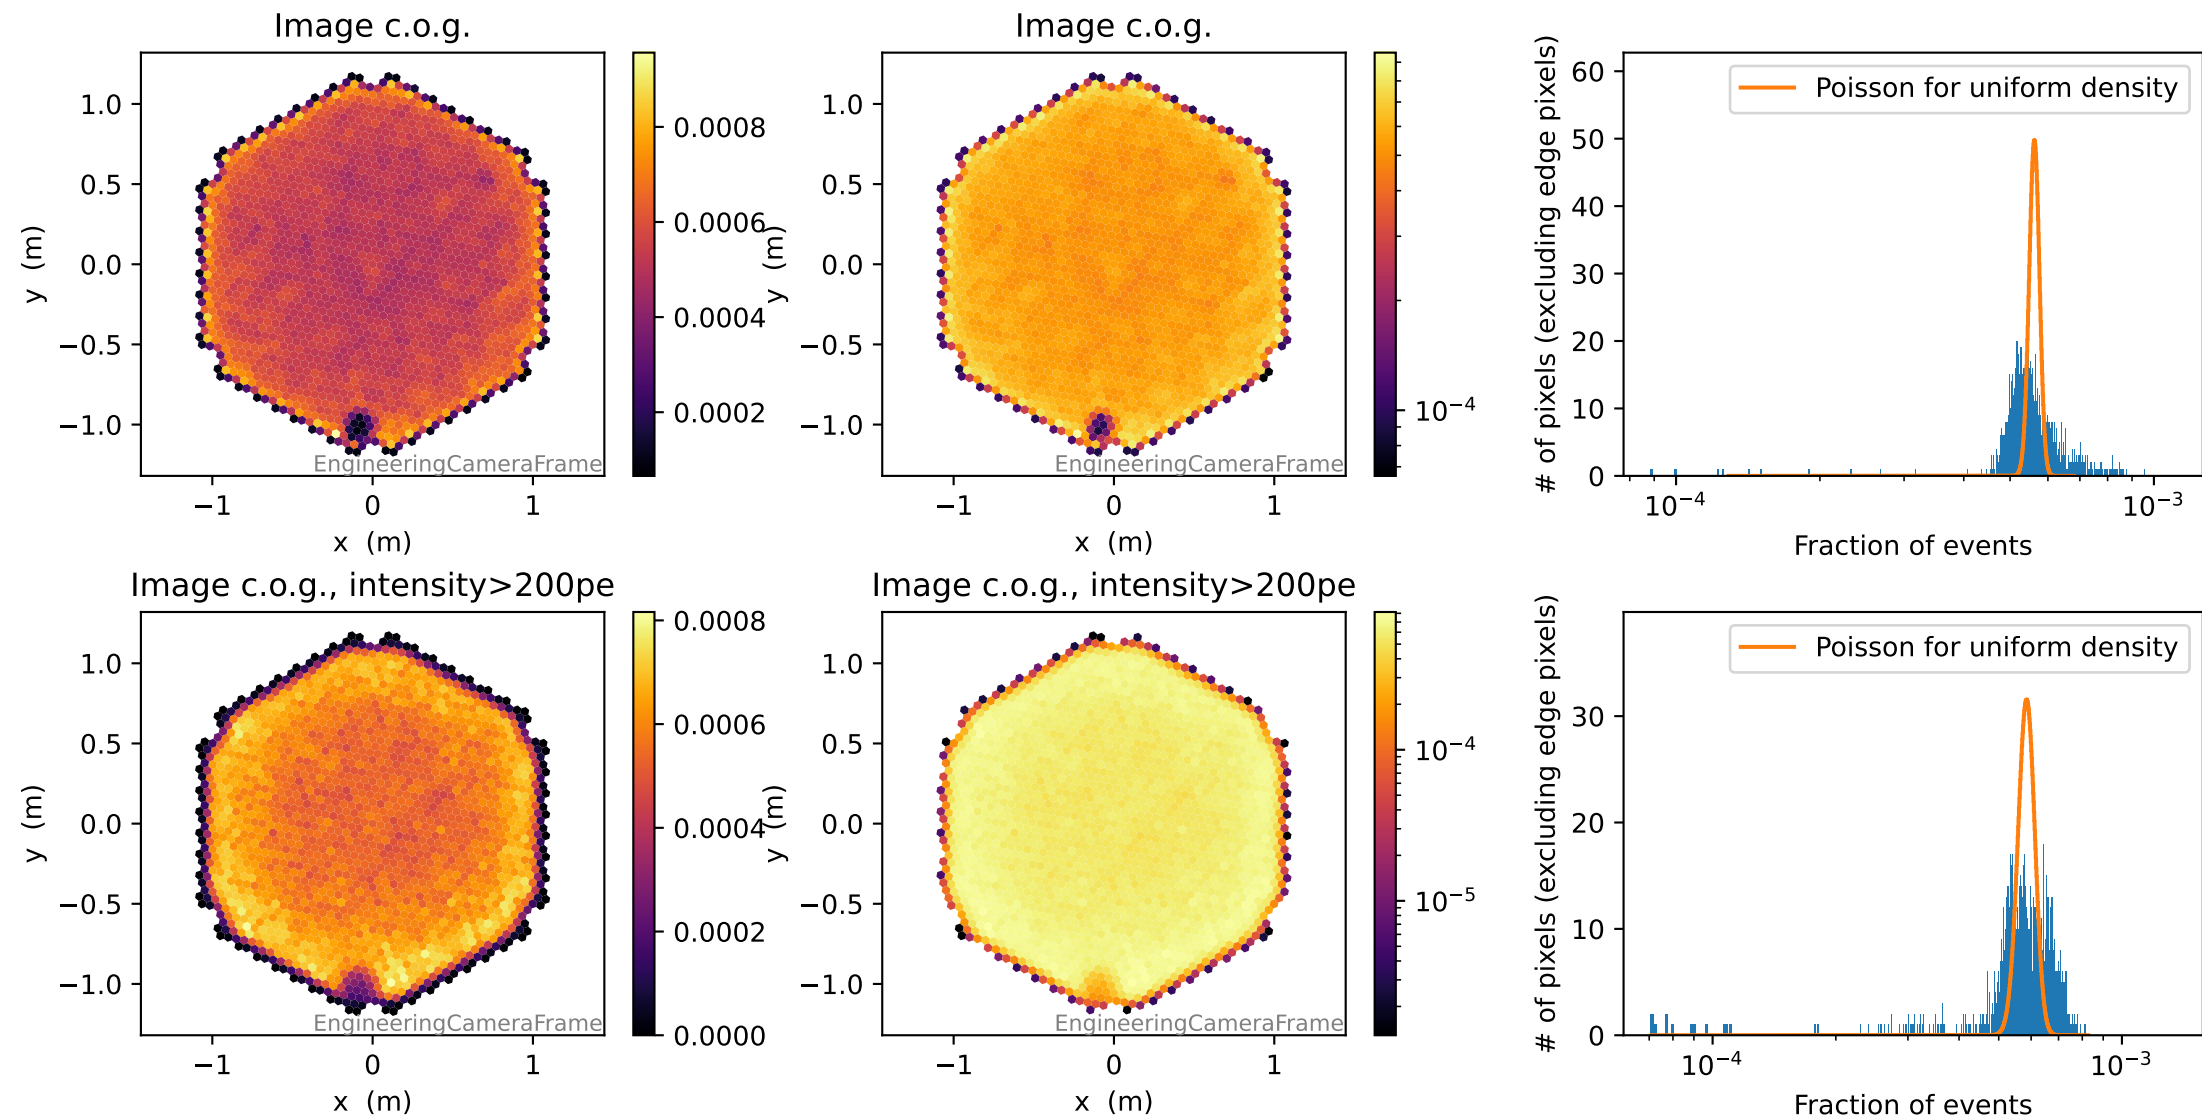 Image c.o.g.
1.0
0.5
0.0
−0.5
−1.0
y (m)
−1 0 1
x (m)
EngineeringCameraFrame
0.0008
0.0006
0.0004
0.0002
Image c.o.g.
1.0
0.5
0.0
−0.5
−1.0
y (m)
−1 0 1
x (m)
EngineeringCameraFrame
10−4
60
50
40
30
20
10
0
# of pixels (excluding edge pixels)
Poisson for uniform density
10−4 10−3
Fraction of events
Image c.o.g., intensity>200pe
1.0
0.5
0.0
−0.5
−1.0
y (m)
−1 0 1
x (m)
EngineeringCameraFrame
0.0008
0.0006
0.0004
0.0002
0.0000
Image c.o.g., intensity>200pe
1.0
0.5
0.0
−0.5
−1.0
y (m)
−1 0 1
x (m)
EngineeringCameraFrame
10−4
10−5
30
20
10
0
# of pixels (excluding edge pixels)
Poisson for uniform density
10−4 10−3
Fraction of events